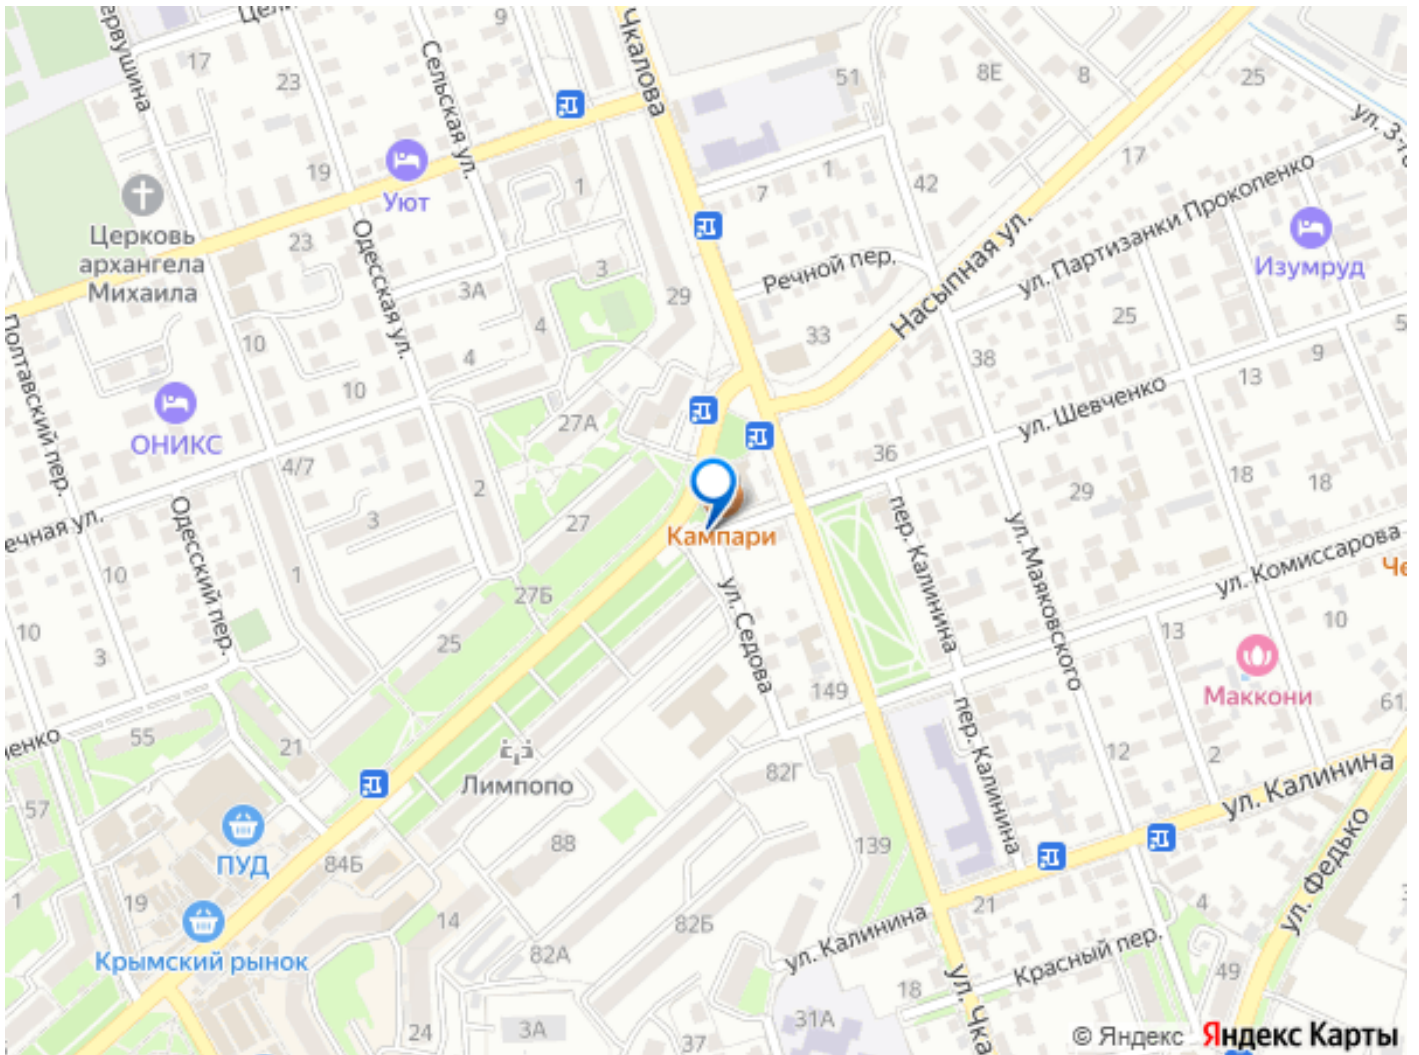 Чкалова
9
17
23
51
8Е
8
25
Сельская ул.
17
Уют
19
1
7
1
42
ул. Партизанки Прокопенко
Церковь
архангела
Михаила
23
Одесская ул.
3А
3
29
Речной пер.
Насыпная ул.
Изумруд
25
33
10
4
4
38
9
13
Полтавский пер.
10
ОНИКС
27А
ул. Шевченко
36
4/7
2
18
18
29
3
27
Кампари
Одесский пер.
пер. Калинина
ул. Маяковского
ул. Комиссарова
10
1
27Б
ул. Седова
10
3
25
13
10
149
Маккони
пер. Калинина
55
21
12
2
57
Лимпопо
82Г
ул. Калинина
ПУД
84Б
88
139
ул. Федько
1
19
14
82Б
21
4
Крымский рынок
82А
ул. Калинина
Красный пер.
18
49
24
3А
37
31А
ул. Чка
© Яндекс
Яндекс Карты